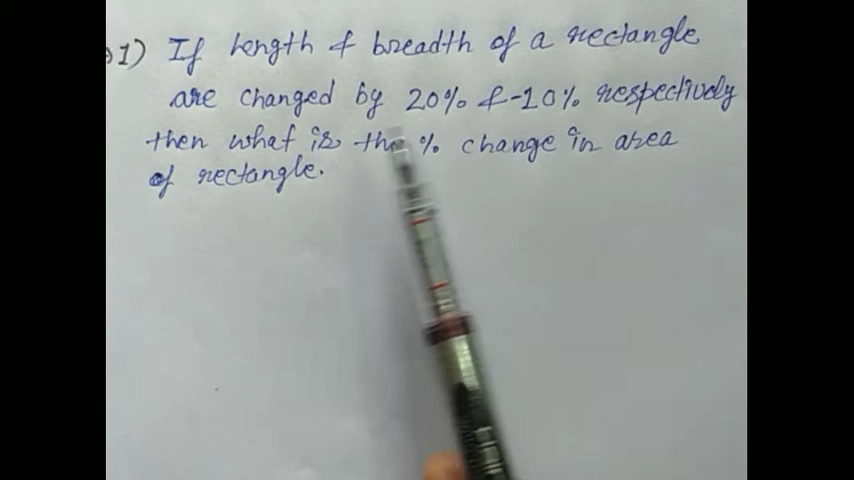 1) If length & breadth of a rectangle
are changed by 20% & -10% respectively
then what is the % change in area
of rectangle.